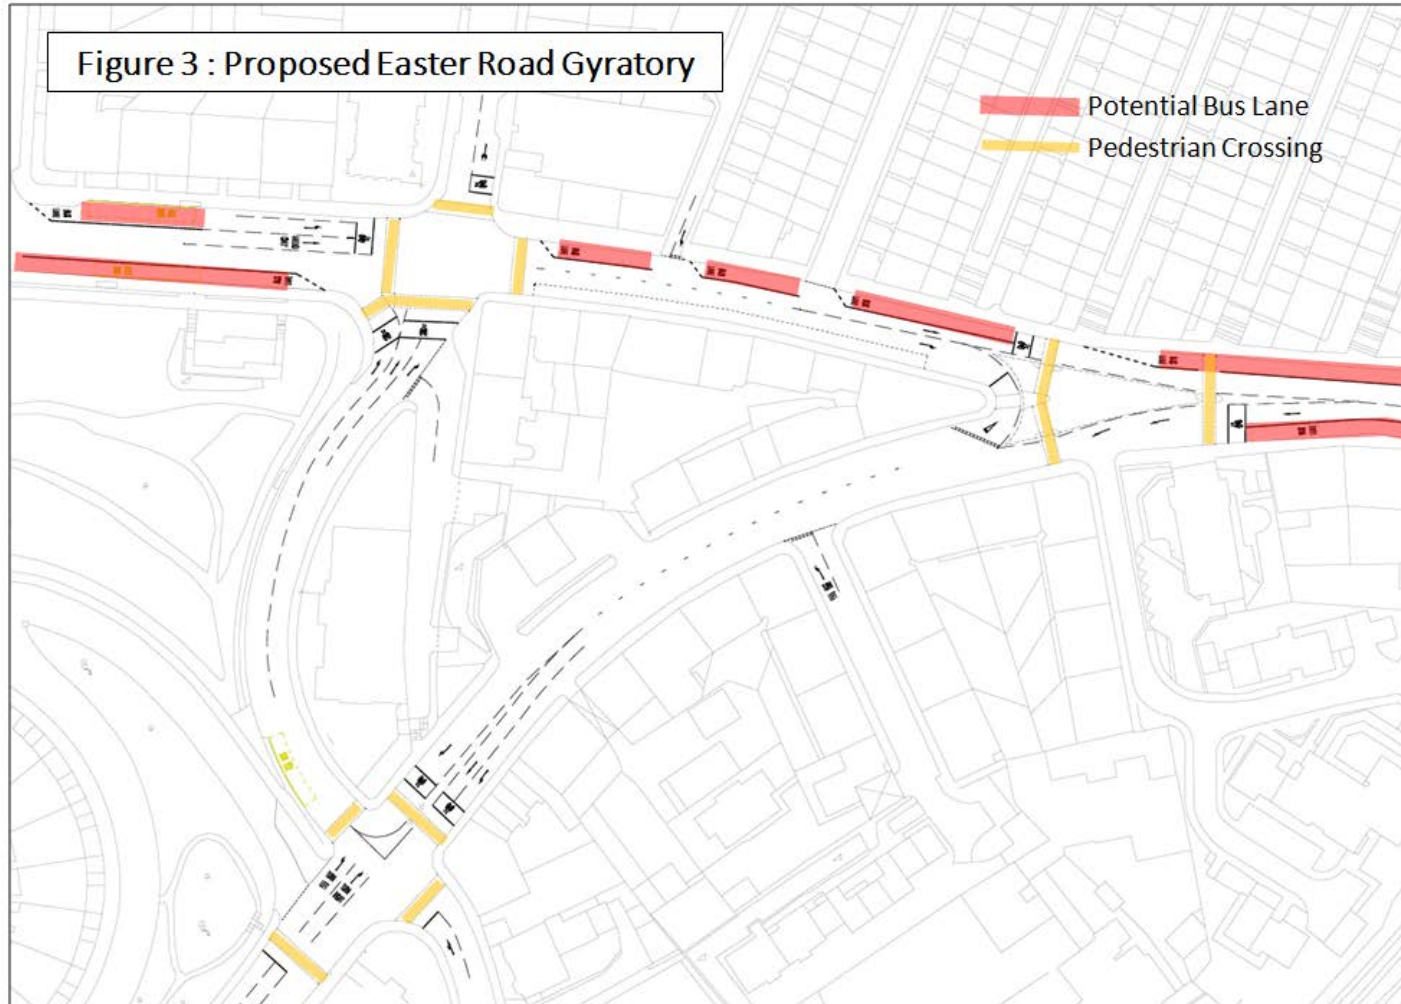 Figure 3 : Proposed Easter Road Gyratory
Potential Bus Lane
Pedestrian Crossing